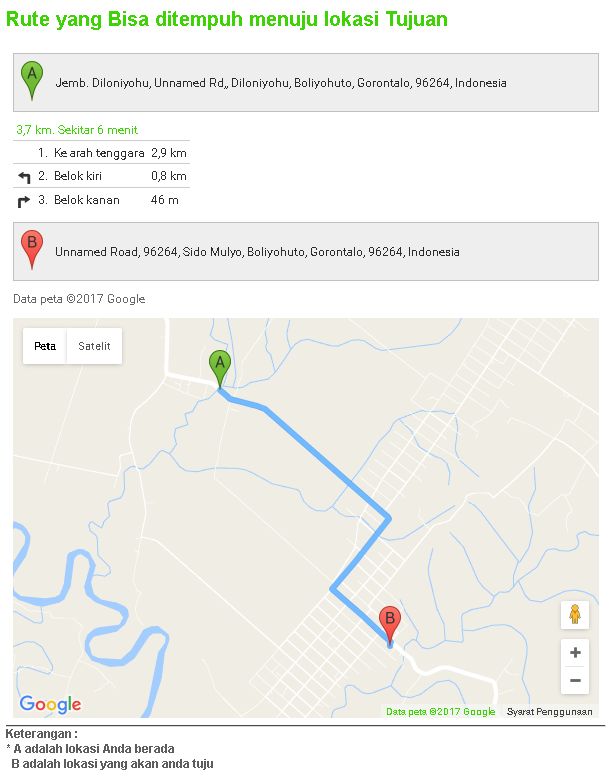 Rute yang Bisa ditempuh menuju lokasi Tujuan
A
Jemb. Diloniyohu, Unnamed Rd,, Diloniyohu, Boliyohuto, Gorontalo, 96264, Indonesia
3,7 km. Sekitar 6 menit
1. Ke arah tenggara 2,9 km
2. Belok kiri 0,8 km
3. Belok kanan 46 m
B
Unnamed Road, 96264, Sido Mulyo, Boliyohuto, Gorontalo, 96264, Indonesia
Data peta ©2017 Google
Peta Satelit
A
B
Google
Data peta ©2017 Google Syarat Penggunaan
Keterangan :
* A adalah lokasi Anda berada
B adalah lokasi yang akan anda tuju